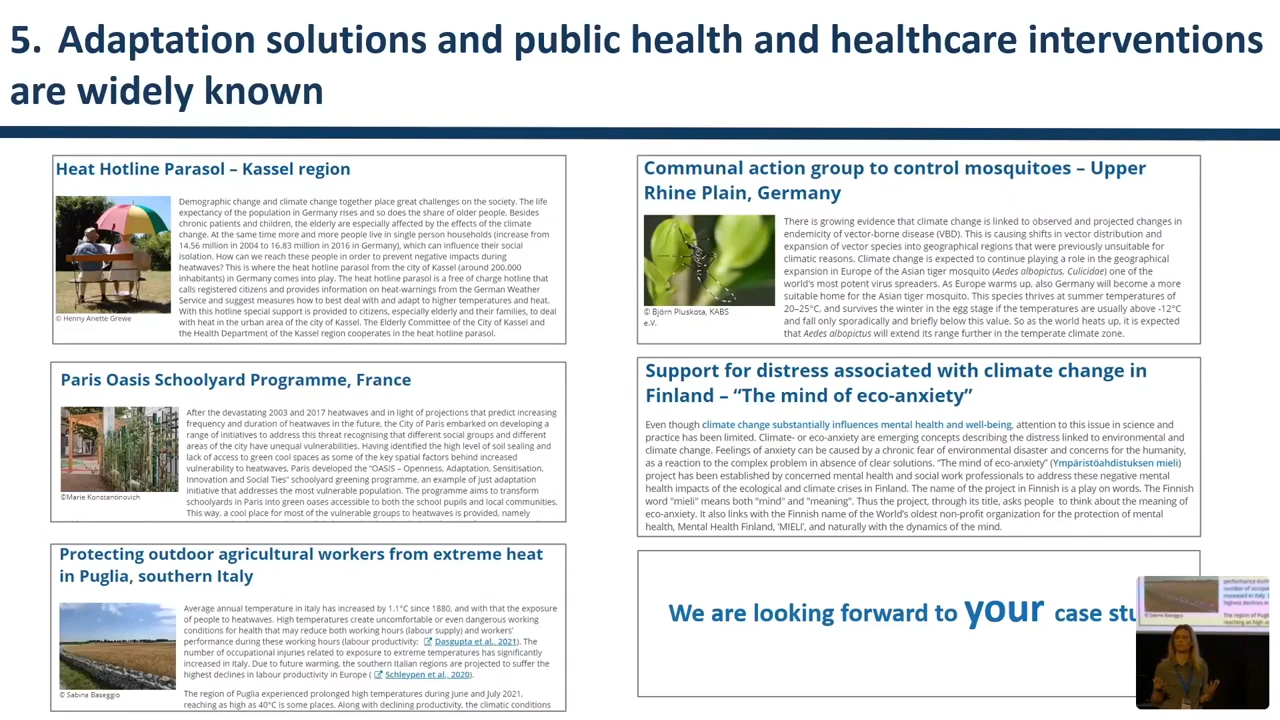 5. Adaptation solutions and public health and healthcare interventions
are widely known
Heat Hotline Parasol – Kassel region
Demographic change and climate change together place great challenges on the society. The life
expectancy of the population in Germany rises and so does the share of older people. Besides
chronic patients and children, the elderly are especially affected by the effects of the climate
change. At the same time more and more people live in single person households (increase from
14.56 million in 2004 to 16.83 million in 2016 in Germany), which can influence their social
isolation. How can we reach these people in order to prevent negative impacts during
heatwaves? This is where the heat hotline parasol from the city of Kassel (around 200.000
inhabitants) in Germany comes into play. The heat hotline parasol is a free of charge hotline that
calls registered citizens and provides information on heat-warnings from the German Weather
Service and suggest measures how to best deal with and adapt to higher temperatures and heat.
With this hotline special support is provided to citizens, especially elderly and their families, to deal
with heat in the urban area of the city of Kassel. The Elderly Committee of the City of Kassel and
the Health Department of the Kassel region cooperates in the heat hotline parasol.
© Henny Anette Grewe
Paris Oasis Schoolyard Programme, France
After the devastating 2003 and 2017 heatwaves and in light of projections that predict increasing
frequency and duration of heatwaves in the future, the City of Paris embarked on developing a
range of initiatives to address this threat recognising that different social groups and different
areas of the city have unequal vulnerabilities. Having identified the high level of soil sealing and
lack of access to green cool spaces as some of the key spatial factors behind increased
vulnerability to heatwaves, Paris developed the "OASIS – Openness, Adaptation, Sensitisation,
Innovation and Social Ties" schoolyard greening programme, an example of just adaptation
initiative that addresses the most vulnerable population. The programme aims to transform
schoolyards in Paris into green oases accessible to both the school pupils and local communities.
This way, a cool place for most of the vulnerable groups to heatwaves is provided, namely
©Marie Konstantinovich
Protecting outdoor agricultural workers from extreme heat
in Puglia, southern Italy
Average annual temperature in Italy has increased by 1.1°C since 1880, and with that the exposure
of people to heatwaves. High temperatures create uncomfortable or even dangerous working
conditions for health that may reduce both working hours (labour supply) and workers'
performance during these working hours (labour productivity; Dasgupta et al., 2021). The
number of occupational injuries related to exposure to extreme temperatures has significantly
increased in Italy. Due to future warming, the southern Italian regions are projected to suffer the
highest declines in labour productivity in Europe ( Schleypen et al., 2020).
The region of Puglia experienced prolonged high temperatures during June and July 2021,
reaching as high as 40°C is some places. Along with declining productivity, the climatic conditions
© Sabina Baseggio
Communal action group to control mosquitoes – Upper
Rhine Plain, Germany
There is growing evidence that climate change is linked to observed and projected changes in
endemicity of vector-borne disease (VBD). This is causing shifts in vector distribution and
expansion of vector species into geographical regions that were previously unsuitable for
climatic reasons. Climate change is expected to continue playing a role in the geographical
expansion in Europe of the Asian tiger mosquito (Aedes albopictus, Culicidae) one of the
world's most potent virus spreaders. As Europe warms up, also Germany will become a more
suitable home for the Asian tiger mosquito. This species thrives at summer temperatures of
20–25°C, and survives the winter in the egg stage if the temperatures are usually above -12°C
and fall only sporadically and briefly below this value. So as the world heats up, it is expected
that Aedes albopictus will extend its range further in the temperate climate zone.
© Björn Pluskota, KABS
e.V.
Support for distress associated with climate change in
Finland – “The mind of eco-anxiety”
Even though climate change substantially influences mental health and well-being, attention to this issue in science and
practice has been limited. Climate- or eco-anxiety are emerging concepts describing the distress linked to environmental and
climate change. Feelings of anxiety can be caused by a chronic fear of environmental disaster and concerns for the humanity,
as a reaction to the complex problem in absence of clear solutions. "The mind of eco-anxiety" (Ympäristöahdistuksen mieli)
project has been established by concerned mental health and social work professionals to address these negative mental
health impacts of the ecological and climate crises in Finland. The name of the project in Finnish is a play on words. The Finnish
word "mieli" means both "mind" and "meaning". Thus the project, through its title, asks people to think about the meaning of
eco-anxiety. It also links with the Finnish name of the World's oldest non-profit organization for the protection of mental
health, Mental Health Finland, 'MIELI', and naturally with the dynamics of the mind.
We are looking forward to your case stu